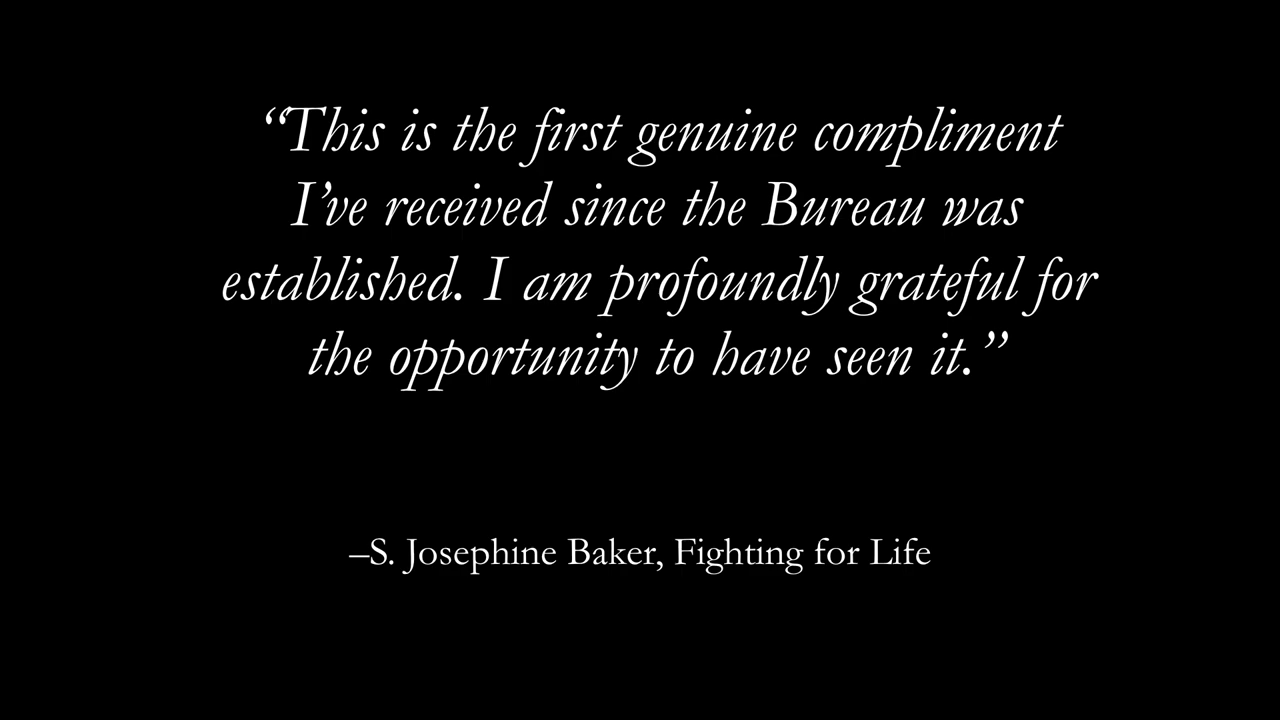 “This is the first genuine compliment
I’ve received since the Bureau was
established. I am profoundly grateful for
the opportunity to have seen it.”
–S. Josephine Baker, Fighting for Life